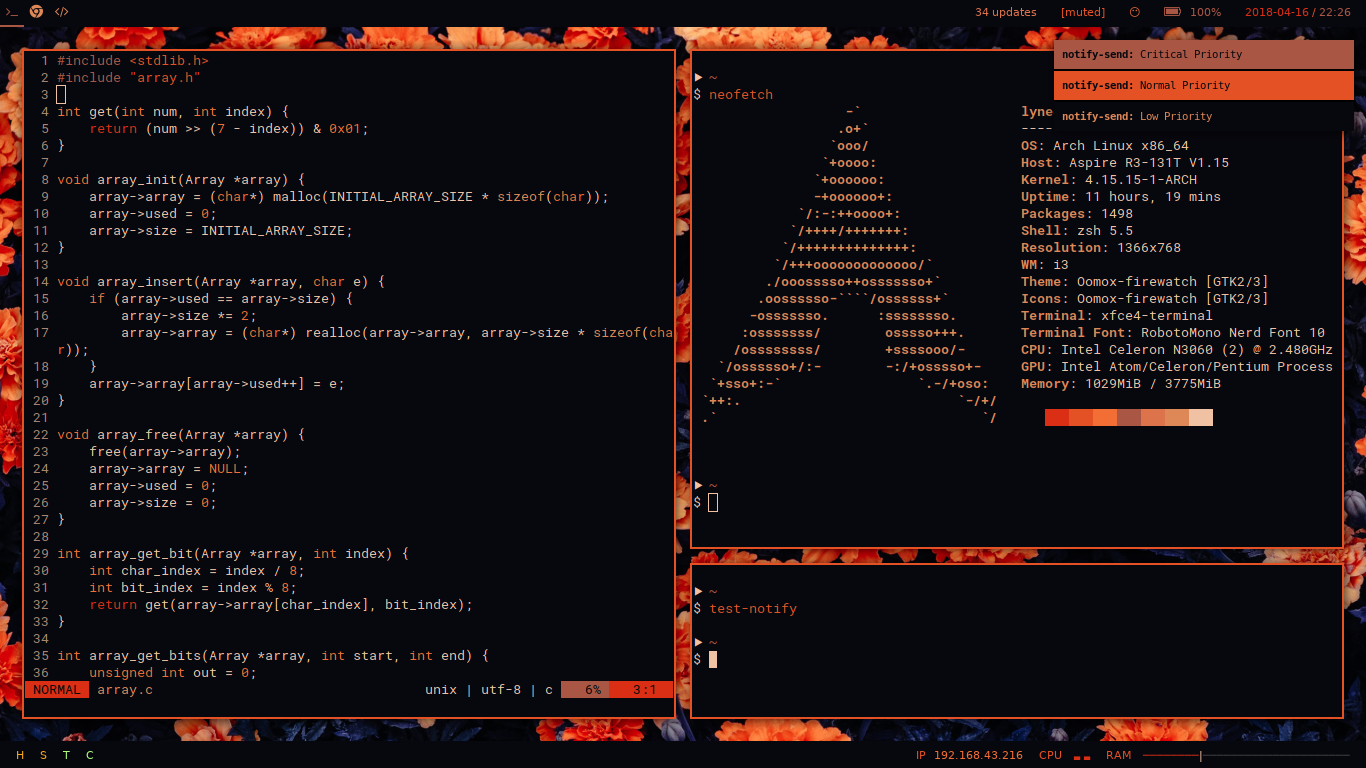 34 updates [muted] 100% 2018-04-16 / 22:26
1 #include <stdlib.h>
2 #include "array.h"
3
4 int get(int num, int index) {
5     return (num >> (7 - index)) & 0x01;
6 }
7
8 void array_init(Array *array) {
9     array->array = (char*) malloc(INITIAL_ARRAY_SIZE * sizeof(char));
10     array->used = 0;
11     array->size = INITIAL_ARRAY_SIZE;
12 }
13
14 void array_insert(Array *array, char e) {
15     if (array->used == array->size) {
16         array->size *= 2;
17         array->array = (char*) realloc(array->array, array->size * sizeof(cha
r));
18     }
19     array->array[array->used++] = e;
20 }
21
22 void array_free(Array *array) {
23     free(array->array);
24     array->array = NULL;
25     array->used = 0;
26     array->size = 0;
27 }
28
29 int array_get_bit(Array *array, int index) {
30     int char_index = index / 8;
31     int bit_index = index % 8;
32     return get(array->array[char_index], bit_index);
33 }
34
35 int array_get_bits(Array *array, int start, int end) {
36     unsigned int out = 0;
NORMAL array.c unix | utf-8 | c 6% 3:1
notify-send: Critical Priority
notify-send: Normal Priority
notify-send: Low Priority
~
$ neofetch
-`
.o+`
`ooo/
`+oooo:
`+oooooo:
-+oooooo+:
`/:-:++oooo+:
`/++++/+++++++:
`/++++++++++++++:
`/+++ooooooooooooo/`
./ooosssso++osssssso+`
.oossssso-````/ossssss+`
-osssssso.      :ssssssso.
:osssssss/        osssso+++.
/ossssssss/        +ssssooo/-
`/ossssso+/:-        -:/+osssso+-
`+sso+:-`                 `.-/+oso:
`++:.                           `-/+/
.`                                 `/
lyne
----
OS: Arch Linux x86_64
Host: Aspire R3-131T V1.15
Kernel: 4.15.15-1-ARCH
Uptime: 11 hours, 19 mins
Packages: 1498
Shell: zsh 5.5
Resolution: 1366x768
WM: i3
Theme: Oomox-firewatch [GTK2/3]
Icons: Oomox-firewatch [GTK2/3]
Terminal: xfce4-terminal
Terminal Font: RobotoMono Nerd Font 10
CPU: Intel Celeron N3060 (2) @ 2.480GHz
GPU: Intel Atom/Celeron/Pentium Process
Memory: 1029MiB / 3775MiB
~
$
~
$ test-notify
~
$
H S T C IP 192.168.43.216 CPU RAM